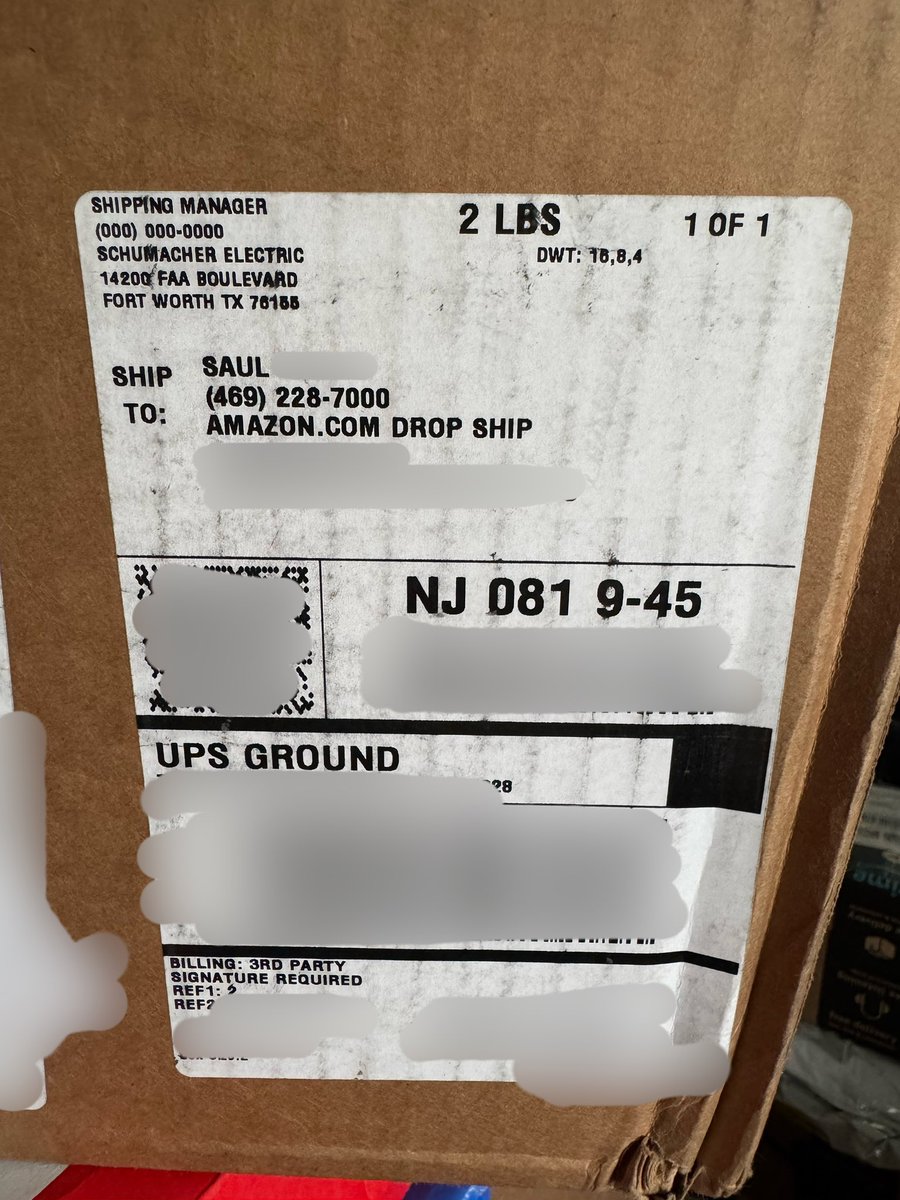 SHIPPING MANAGER
(000) 000-0000
SCHUMACHER ELECTRIC
14200 FAA BOULEVARD
FORT WORTH TX 76155
2 LBS
1 OF 1
DWT: 16,8,4
SHIP TO:
SAUL
(469) 228-7000
AMAZON.COM DROP SHIP
NJ 081 9-45
UPS GROUND
BILLING: 3RD PARTY
SIGNATURE REQUIRED
REF1: 2
REF2